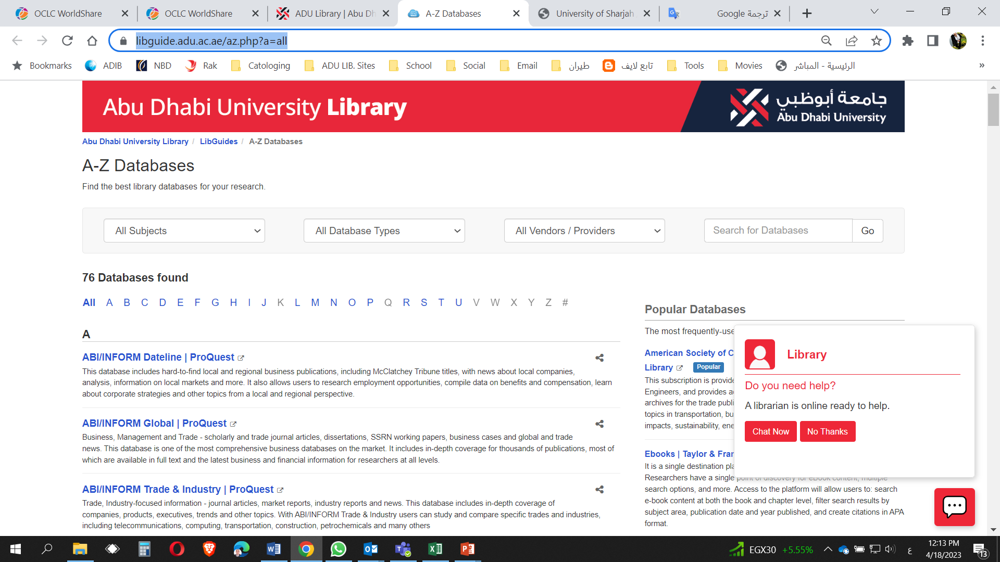 OCLC WorldShare
OCLC WorldShare
ADU Library | Abu Dh
A-Z Databases
University of Sharjah
ترجمة Google
libguide.adu.ac.ae/az.php?a=all
Bookmarks
ADIB
NBD
Rak
Catologing
ADU LIB. Sites
School
Social
Email
طيران
تابع لايف
Tools
Movies
الرئيسية - المباشر
»
Abu Dhabi University Library
جامعة أبوظبي
Abu Dhabi University
Abu Dhabi University Library / LibGuides / A-Z Databases
A-Z Databases
Find the best library databases for your research.
All Subjects
All Database Types
All Vendors / Providers
Search for Databases
Go
76 Databases found
All A B C D E F G H I J K L M N O P Q R S T U V W X Y Z #
A
ABI/INFORM Dateline | ProQuest
This database includes hard-to-find local and regional business publications, including McClatchey Tribune titles, with news about local companies,
analysis, information on local markets and more. It also allows users to research employment opportunities, compile data on benefits and compensation, learn
about corporate strategies and other topics from a local and regional perspective.
ABI/INFORM Global | ProQuest
Business, Management and Trade - scholarly and trade journal articles, dissertations, SSRN working papers, business cases and global and trade
news. This database is one of the most comprehensive business databases on the market. It includes in-depth coverage for thousands of publications, most of
which are available in full text and the latest business and financial information for researchers at all levels.
ABI/INFORM Trade & Industry | ProQuest
Trade, Industry-focused information - journal articles, market reports, industry reports and news. This database includes in-depth coverage of
companies, products, executives, trends and other topics. With ABI/INFORM Trade & Industry users can study and compare specific trades and industries,
including telecommunications, computing, transportation, construction, petrochemicals and many others
Popular Databases
The most frequently-use
American Society of C
Library Popular
This subscription is provide
Engineers, and provides a
archives for the trade publi
topics in transportation, bu
impacts, sustainability, ene
Ebooks | Taylor & Fran
It is a single destination pla
Researchers have a single point of discovery for eBook content, multiple
search options, and more. Access to the platform will allow users to: search
e-book content at both the book and chapter level, filter search results by
subject area, publication date and year published, and create citations in APA
format.
Library
Do you need help?
A librarian is online ready to help.
Chat Now
No Thanks
EGX30 +5.55%
ع
12:13 PM
4/18/2023
13